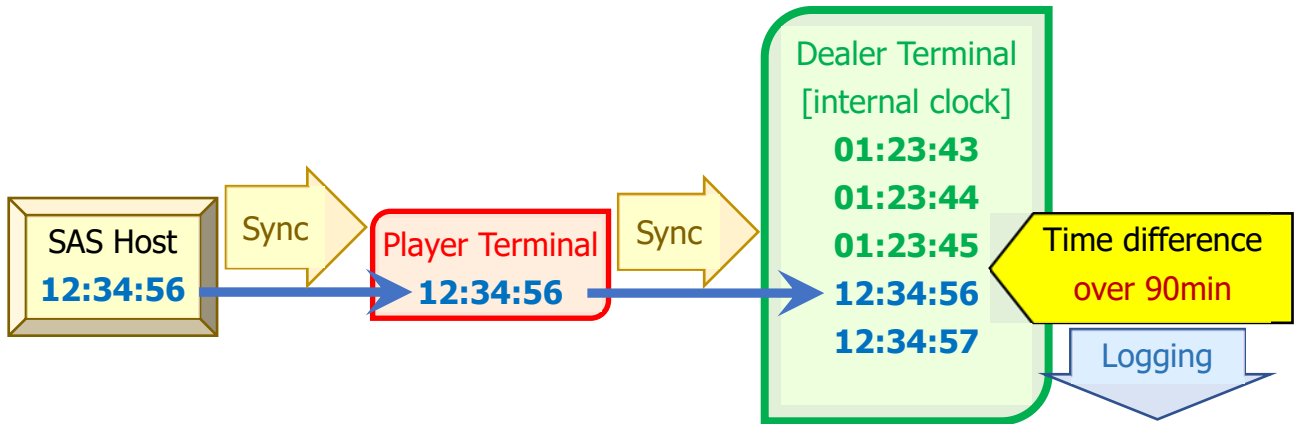 SAS Host
12:34:56
Sync
Player Terminal
12:34:56
Sync
Dealer Terminal
[internal clock]
01:23:43
01:23:44
01:23:45
12:34:56
12:34:57
Time difference
over 90min
Logging